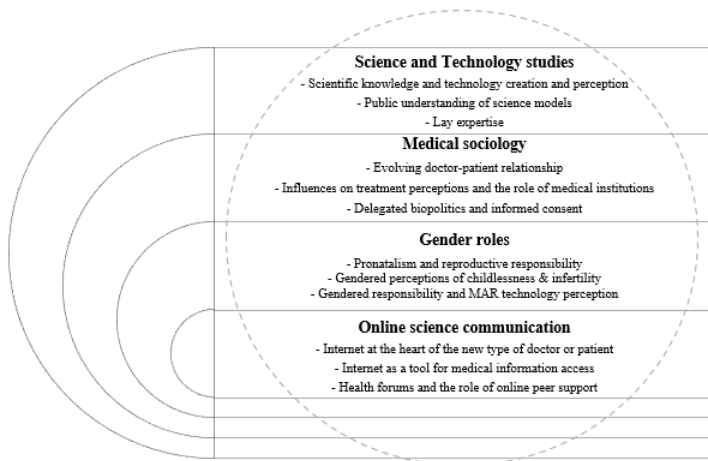 Science and Technology studies
- Scientific knowledge and technology creation and perception
- Public understanding of science models
- Lay expertise
Medical sociology
- Evolving doctor-patient relationship
- Influences on treatment perceptions and the role of medical institutions
- Delegated biopolitics and informed consent
Gender roles
- Pronatalism and reproductive responsibility
- Gendered perceptions of childlessness & infertility
- Gendered responsibility and MAR technology perception
Online science communication
- Internet at the heart of the new type of doctor or patient
- Internet as a tool for medical information access
- Health forums and the role of online peer support